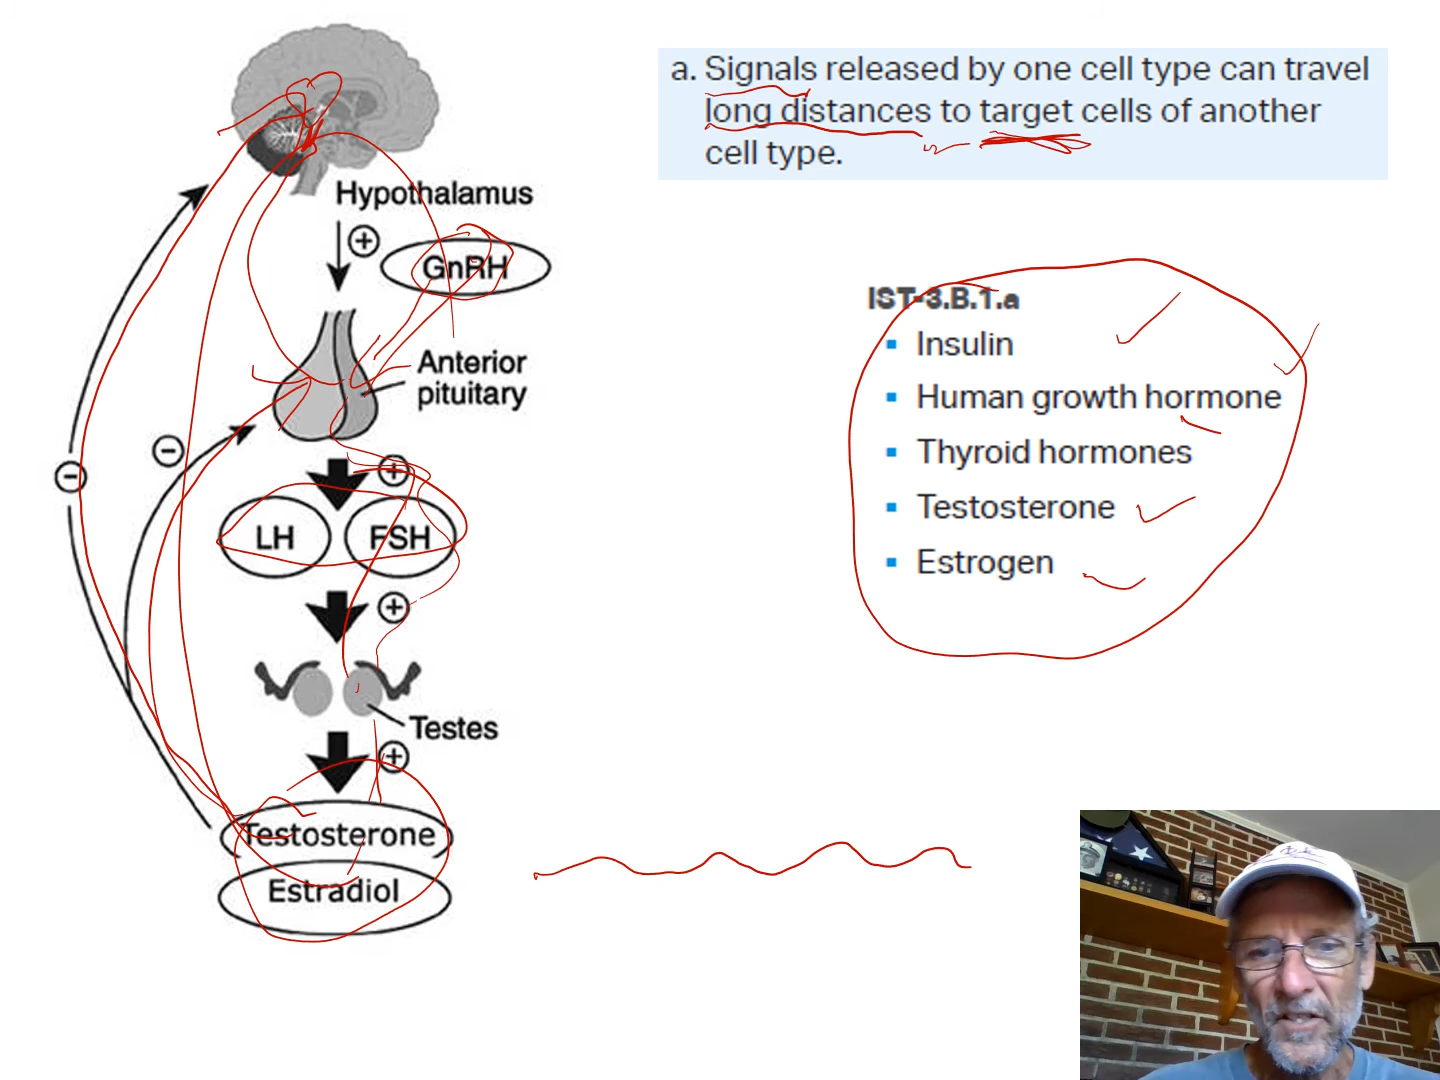 a. Signals released by one cell type can travel
long distances to target cells of another
cell type.
Hypothalamus
+
GnRH
Anterior
pituitary
−
−
+
LH
FSH
+
Testes
+
Testosterone
Estradiol
IST-3.B.1.a
▪ Insulin
▪ Human growth hormone
▪ Thyroid hormones
▪ Testosterone
▪ Estrogen